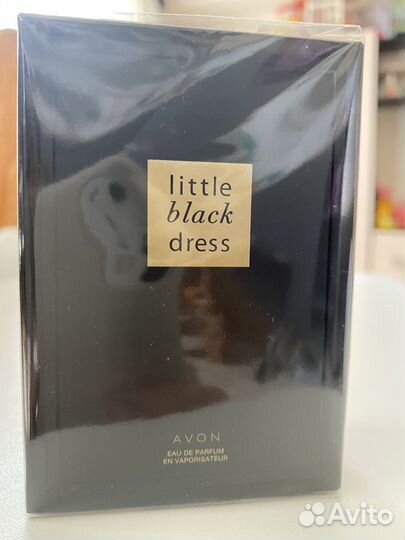 little
black
dress
AVON
EAU DE PARFUM
EN VAPORISATEUR
Avito